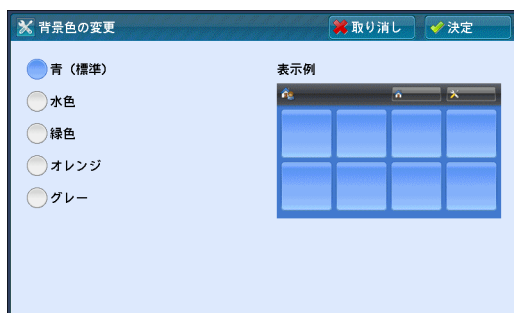 背景色の変更
取り消し
決定
青（標準）
表示例
水色
緑色
オレンジ
グレー